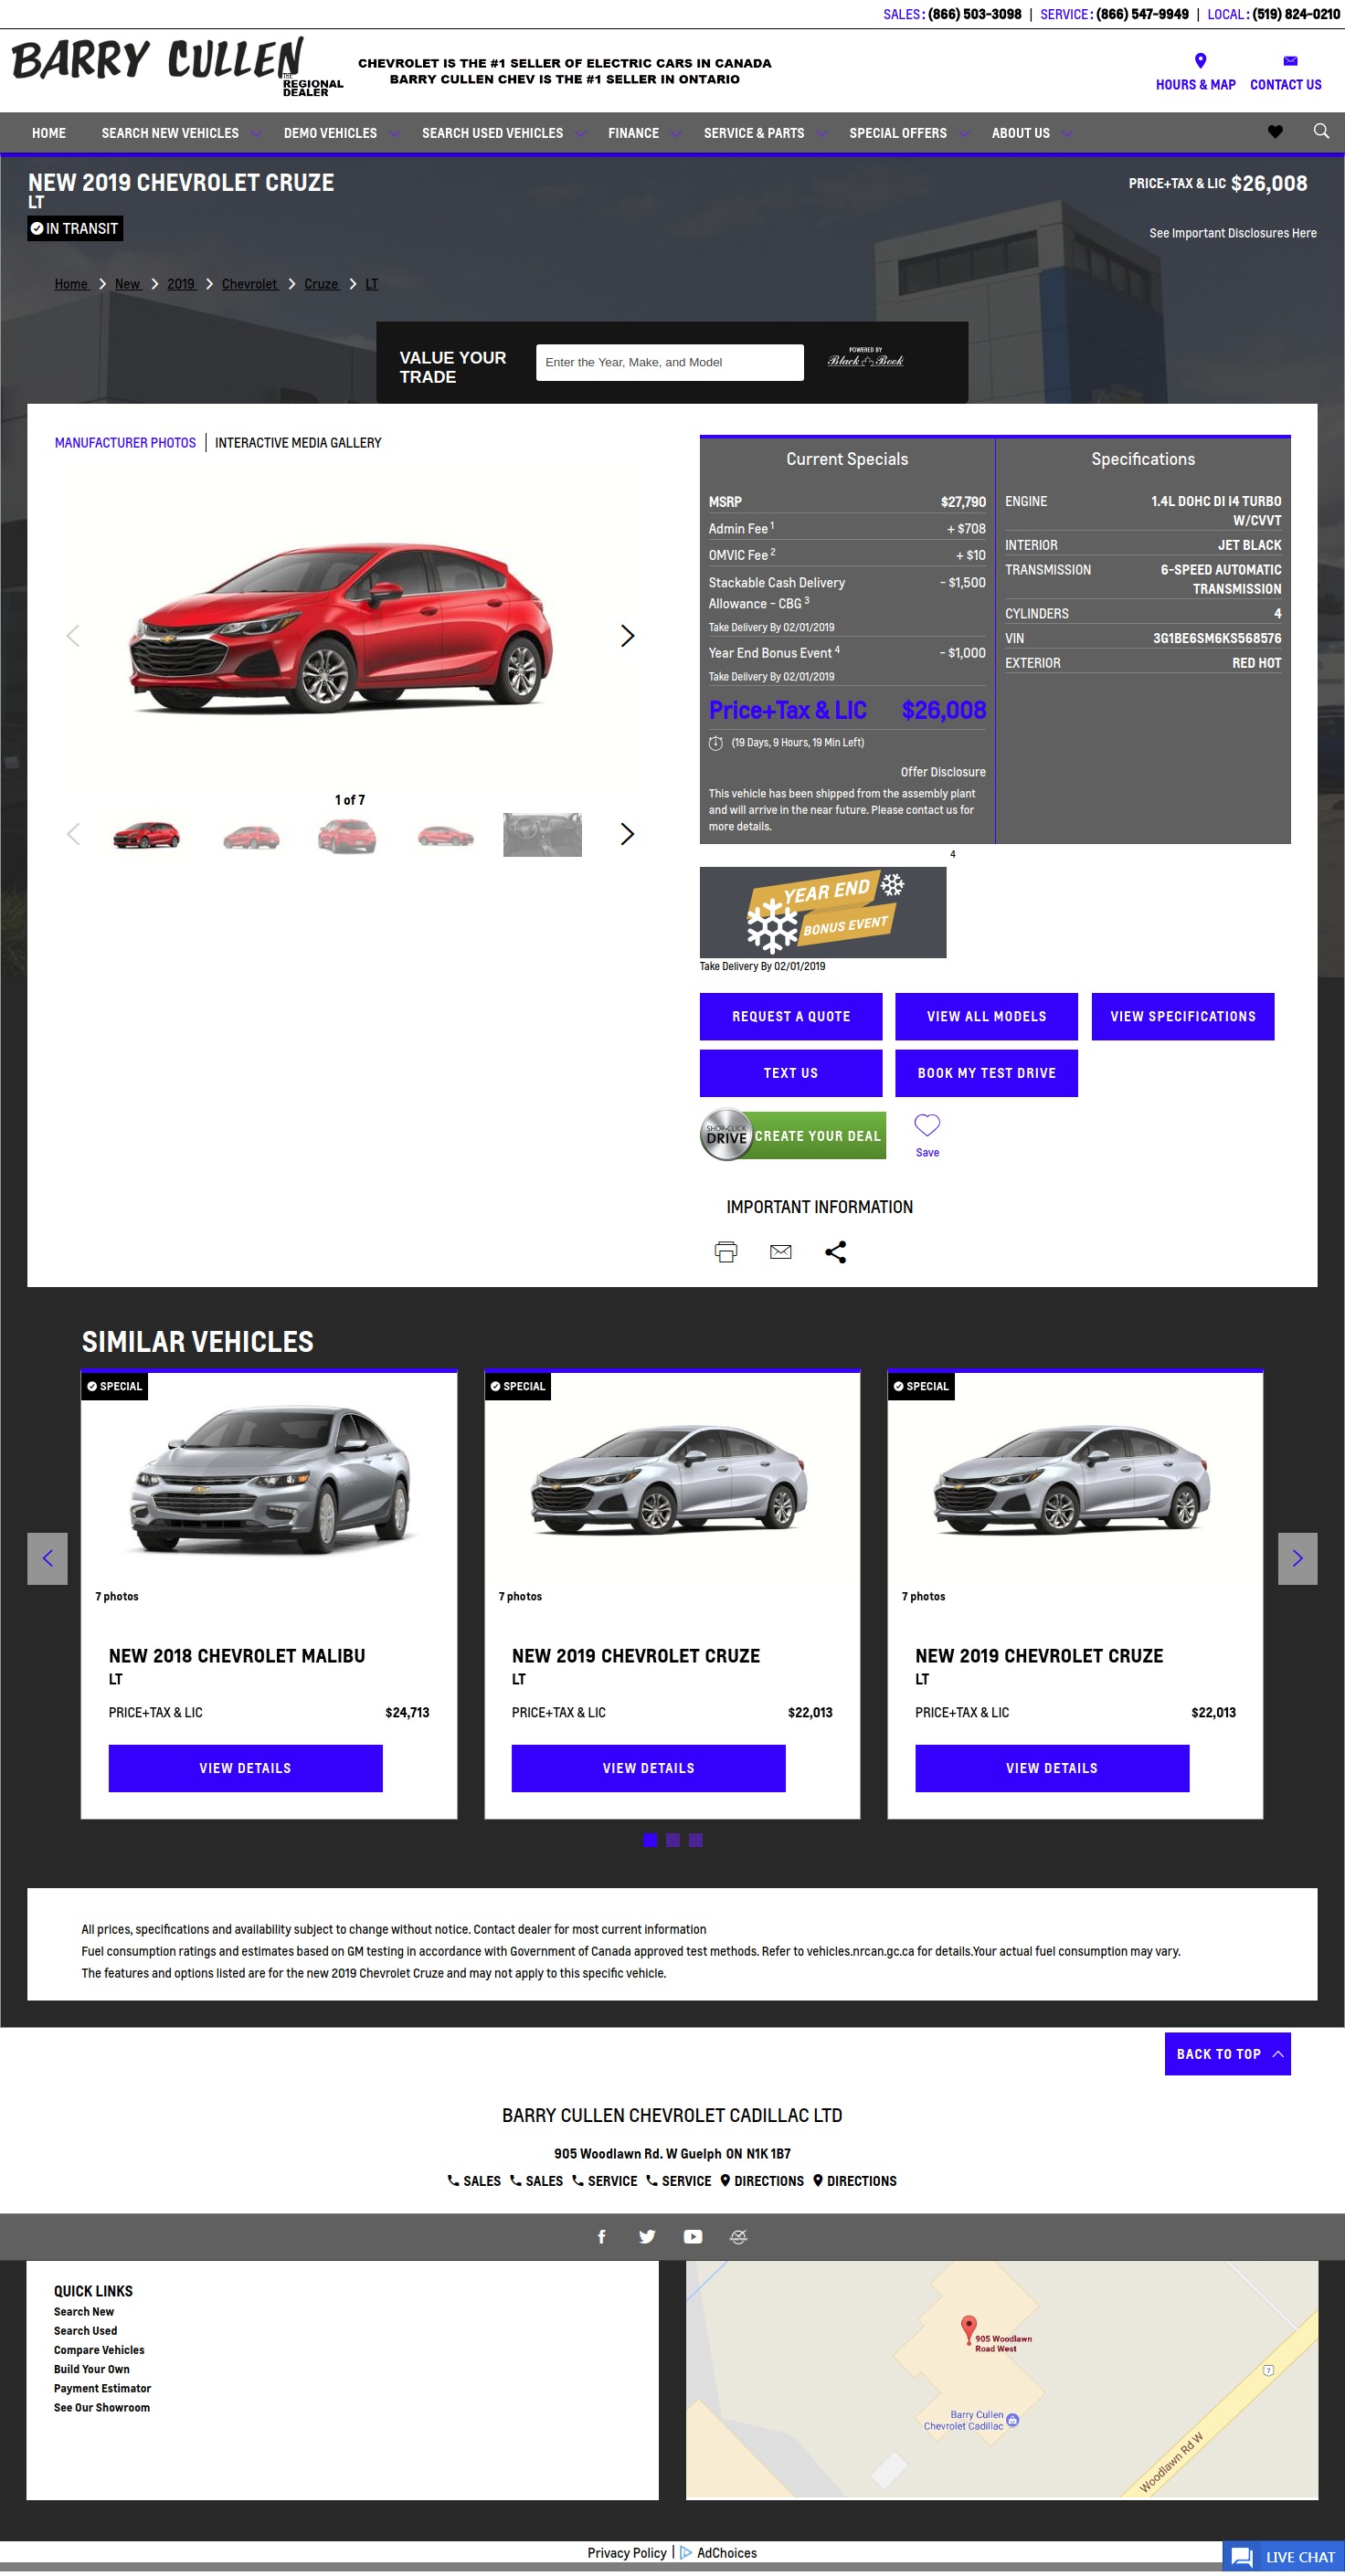 SALES: (866) 503-3098 | SERVICE: (866) 547-9949 | LOCAL: (519) 824-0210
BARRY CULLEN
THE REGIONAL DEALER
CHEVROLET IS THE #1 SELLER OF ELECTRIC CARS IN CANADA
BARRY CULLEN CHEV IS THE #1 SELLER IN ONTARIO
HOURS & MAP CONTACT US
HOME SEARCH NEW VEHICLES DEMO VEHICLES SEARCH USED VEHICLES FINANCE SERVICE & PARTS SPECIAL OFFERS ABOUT US
NEW 2019 CHEVROLET CRUZE
LT
IN TRANSIT
PRICE+TAX & LIC $26,008
See Important Disclosures Here
Home New 2019 Chevrolet Cruze LT
VALUE YOUR
TRADE
Enter the Year, Make, and Model
POWERED BY
Black Book
MANUFACTURER PHOTOS | INTERACTIVE MEDIA GALLERY
1 of 7
Current Specials
MSRP $27,790
Admin Fee 1 + $708
OMVIC Fee 2 + $10
Stackable Cash Delivery - $1,500
Allowance - CBG 3
Take Delivery By 02/01/2019
Year End Bonus Event 4 - $1,000
Take Delivery By 02/01/2019
Price+Tax & LIC $26,008
(19 Days, 9 Hours, 19 Min Left)
Offer Disclosure
This vehicle has been shipped from the assembly plant
and will arrive in the near future. Please contact us for
more details.
Specifications
ENGINE 1.4L DOHC DI I4 TURBO
W/CVVT
INTERIOR JET BLACK
TRANSMISSION 6-SPEED AUTOMATIC
TRANSMISSION
CYLINDERS 4
VIN 3G1BE6SM6KS568576
EXTERIOR RED HOT
4
YEAR END
BONUS EVENT
Take Delivery By 02/01/2019
REQUEST A QUOTE VIEW ALL MODELS VIEW SPECIFICATIONS
TEXT US BOOK MY TEST DRIVE
SHOP-CLICK
DRIVE
CREATE YOUR DEAL
Save
IMPORTANT INFORMATION
SIMILAR VEHICLES
SPECIAL
7 photos
NEW 2018 CHEVROLET MALIBU
LT
PRICE+TAX & LIC $24,713
VIEW DETAILS
SPECIAL
7 photos
NEW 2019 CHEVROLET CRUZE
LT
PRICE+TAX & LIC $22,013
VIEW DETAILS
SPECIAL
7 photos
NEW 2019 CHEVROLET CRUZE
LT
PRICE+TAX & LIC $22,013
VIEW DETAILS
All prices, specifications and availability subject to change without notice. Contact dealer for most current information
Fuel consumption ratings and estimates based on GM testing in accordance with Government of Canada approved test methods. Refer to vehicles.nrcan.gc.ca for details.Your actual fuel consumption may vary.
The features and options listed are for the new 2019 Chevrolet Cruze and may not apply to this specific vehicle.
BACK TO TOP
BARRY CULLEN CHEVROLET CADILLAC LTD
905 Woodlawn Rd. W Guelph ON N1K 1B7
SALES SALES SERVICE SERVICE DIRECTIONS DIRECTIONS
QUICK LINKS
Search New
Search Used
Compare Vehicles
Build Your Own
Payment Estimator
See Our Showroom
905 Woodlawn
Road West
7
Barry Cullen
Chevrolet Cadillac
Woodlawn Rd W
Privacy Policy | AdChoices
LIVE CHAT